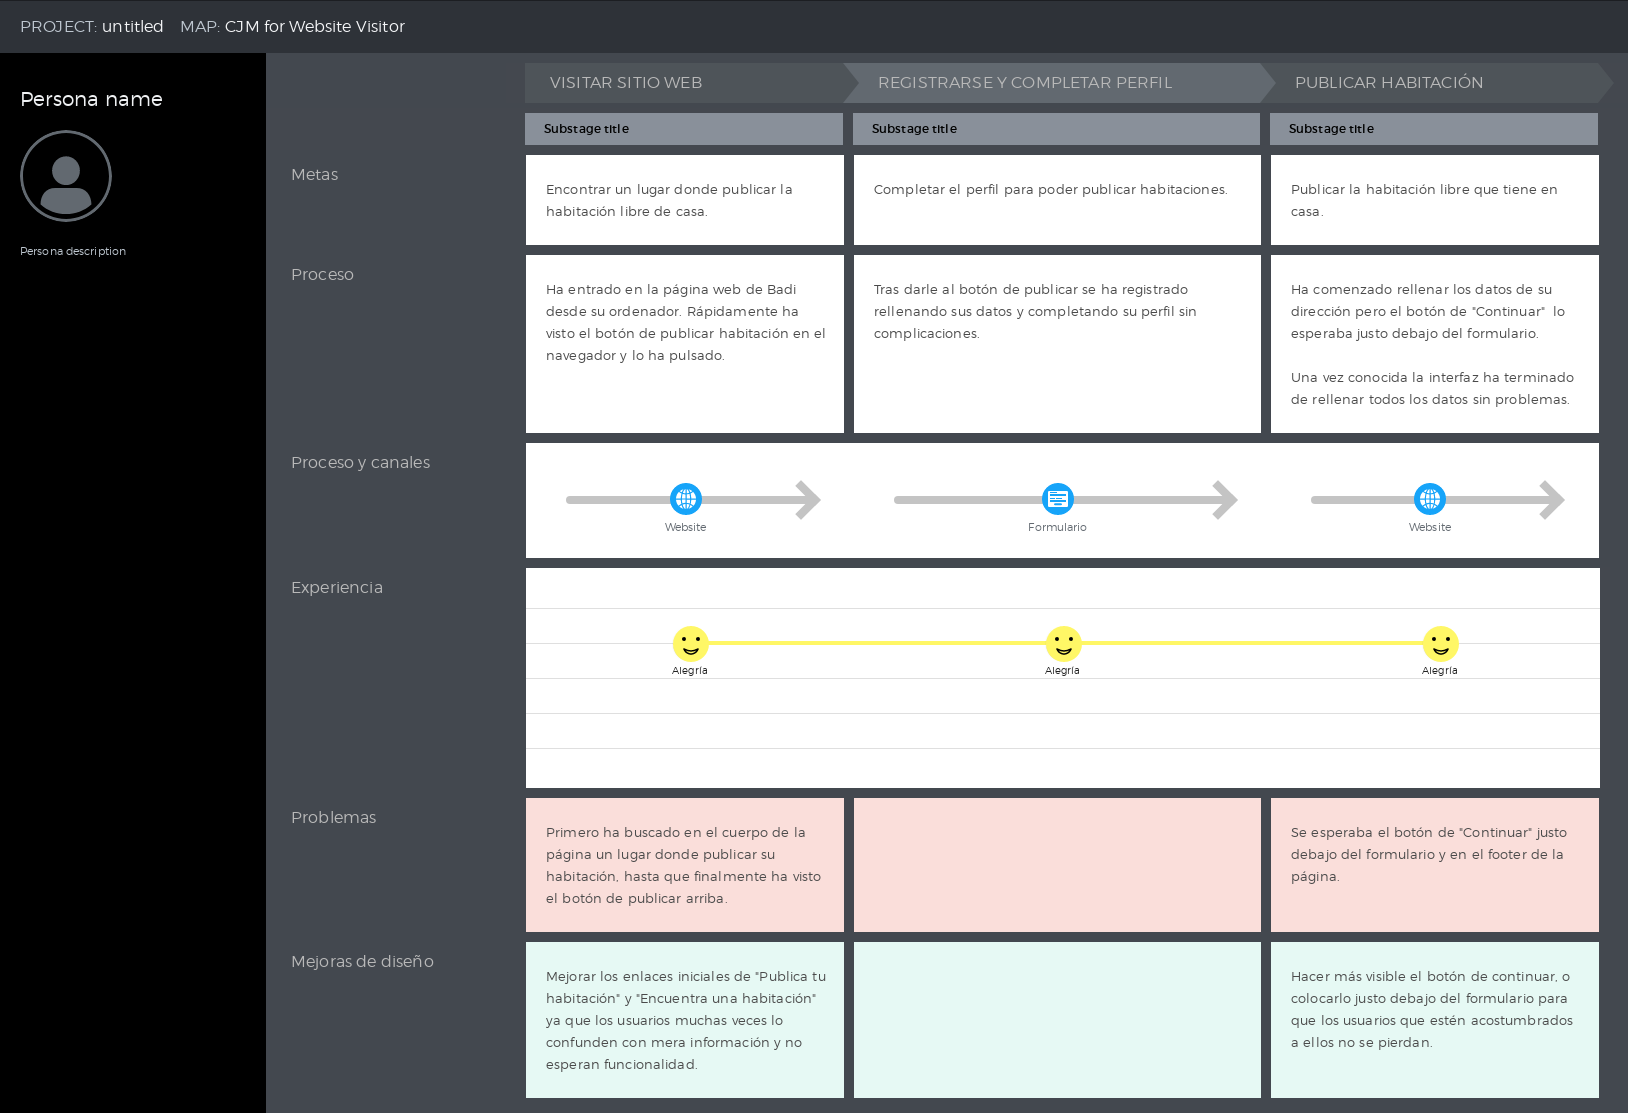 PROJECT: untitled MAP: CJM for Website Visitor
Persona name
Persona description
VISITAR SITIO WEB
REGISTRARSE Y COMPLETAR PERFIL
PUBLICAR HABITACIÓN
Substage title
Substage title
Substage title
Metas
Encontrar un lugar donde publicar la
habitación libre de casa.
Completar el perfil para poder publicar habitaciones.
Publicar la habitación libre que tiene en
casa.
Proceso
Ha entrado en la página web de Badi
desde su ordenador. Rápidamente ha
visto el botón de publicar habitación en el
navegador y lo ha pulsado.
Tras darle al botón de publicar se ha registrado
rellenando sus datos y completando su perfil sin
complicaciones.
Ha comenzado rellenar los datos de su
dirección pero el botón de "Continuar"  lo
esperaba justo debajo del formulario.
Una vez conocida la interfaz ha terminado
de rellenar todos los datos sin problemas.
Proceso y canales
Website
Formulario
Website
Experiencia
Alegría
Alegría
Alegría
Problemas
Primero ha buscado en el cuerpo de la
página un lugar donde publicar su
habitación, hasta que finalmente ha visto
el botón de publicar arriba.
Se esperaba el botón de "Continuar" justo
debajo del formulario y en el footer de la
página.
Mejoras de diseño
Mejorar los enlaces iniciales de "Publica tu
habitación" y "Encuentra una habitación"
ya que los usuarios muchas veces lo
confunden con mera información y no
esperan funcionalidad.
Hacer más visible el botón de continuar, o
colocarlo justo debajo del formulario para
que los usuarios que estén acostumbrados
a ellos no se pierdan.